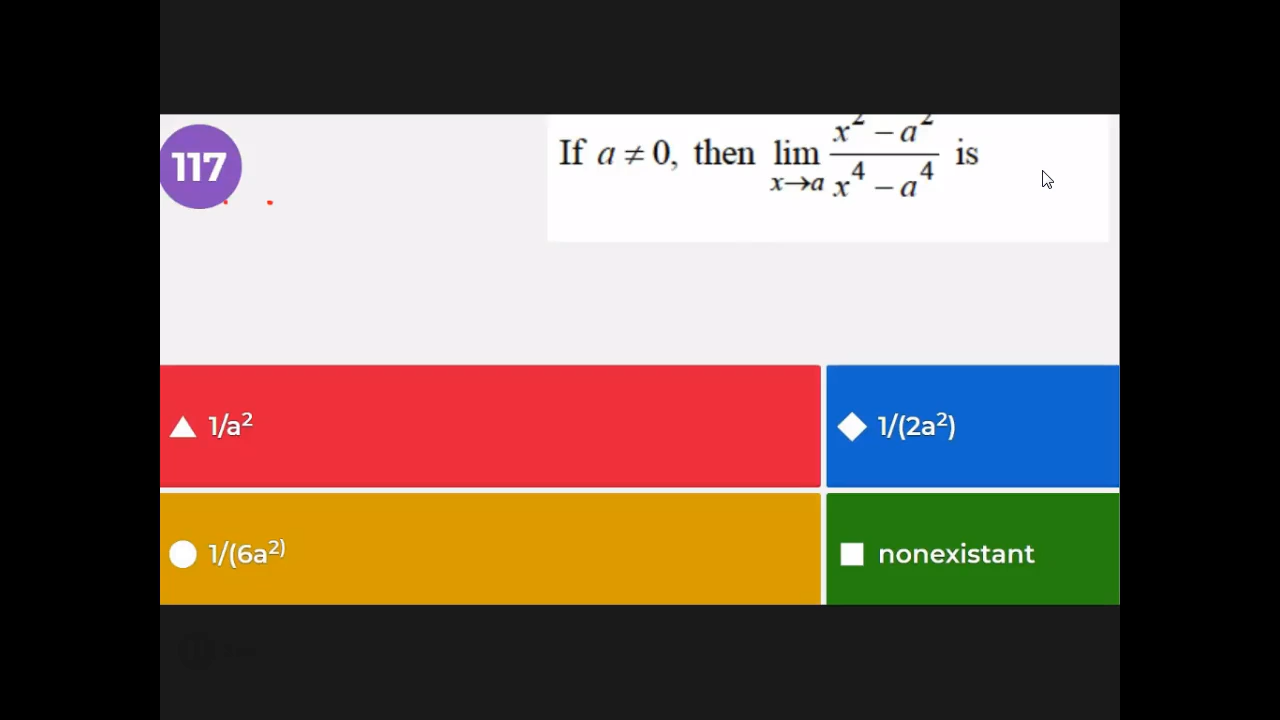 117
If a ≠ 0, then lim x→a (x² − a²)/(x⁴ − a⁴) is
1/a²
1/(2a²)
1/(6a²⁾
nonexistant